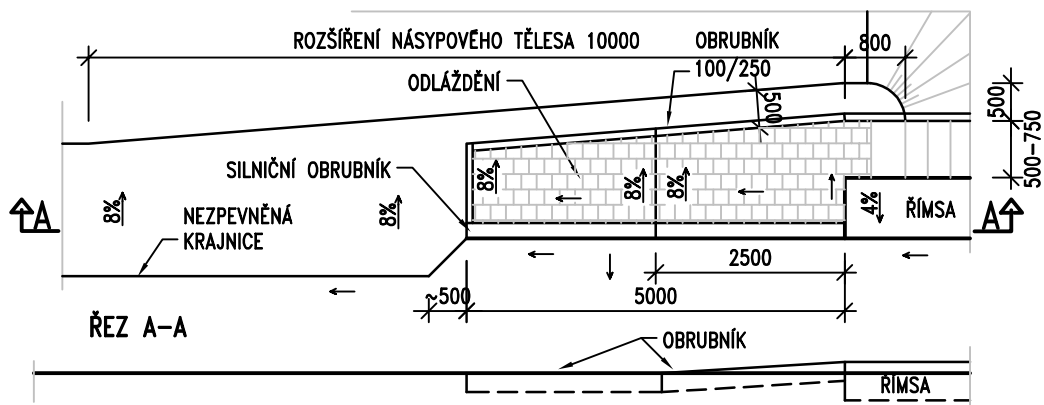 ROZŠÍŘENÍ NÁSYPOVÉHO TĚLESA 10000
OBRUBNÍK
100/250
800
ODLÁŽDĚNÍ
500
500
500-750
SILNIČNÍ OBRUBNÍK
8%
8%
8%
8%
8%
4%
ŘÍMSA
A
A
NEZPEVNĚNÁ
KRAJNICE
2500
~500
5000
ŘEZ A-A
OBRUBNÍK
ŘÍMSA